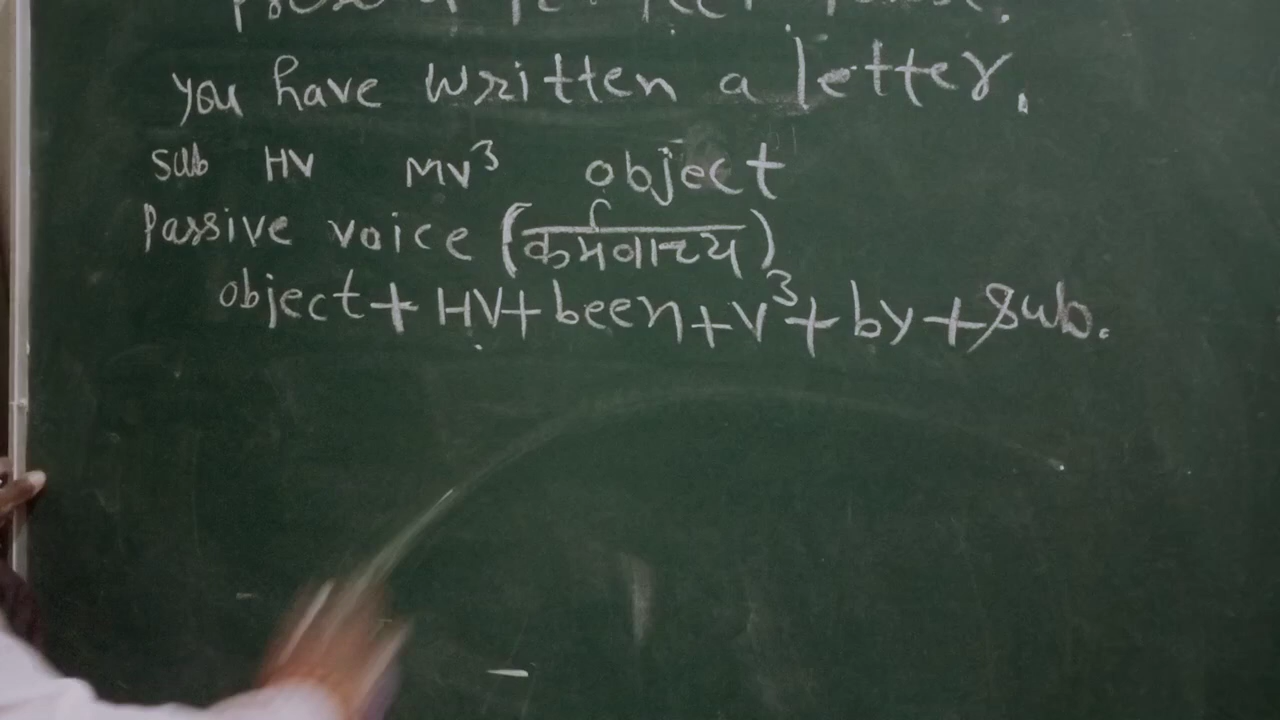 you have written a letter.
sub HV MV³ object
Passive voice (कर्मवाच्य)
object + HV + been + V³ + by + Sub.